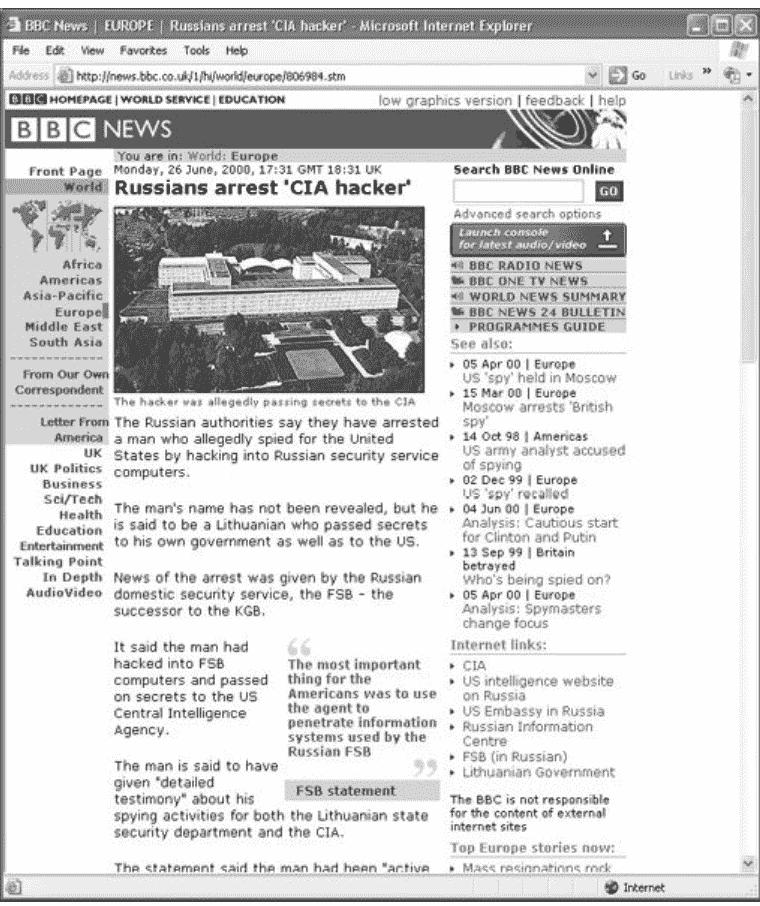 BBC News | EUROPE | Russians arrest 'CIA hacker' - Microsoft Internet Explorer
File Edit View Favorites Tools Help
Address http://news.bbc.co.uk/1/hi/world/europe/806984.stm Go Links »
BBC HOMEPAGE | WORLD SERVICE | EDUCATION
low graphics version | feedback | help
BBC NEWS
You are in: World: Europe
Front Page
World
Africa
Americas
Asia-Pacific
Europe
Middle East
South Asia
From Our Own
Correspondent
Letter From
America
UK
UK Politics
Business
Sci/Tech
Health
Education
Entertainment
Talking Point
In Depth
AudioVideo
Monday, 26 June, 2000, 17:31 GMT 18:31 UK
Russians arrest 'CIA hacker'
The hacker was allegedly passing secrets to the CIA
The Russian authorities say they have arrested
a man who allegedly spied for the United
States by hacking into Russian security service
computers.
The man's name has not been revealed, but he
is said to be a Lithuanian who passed secrets
to his own government as well as to the US.
News of the arrest was given by the Russian
domestic security service, the FSB - the
successor to the KGB.
It said the man had
hacked into FSB
computers and passed
on secrets to the US
Central Intelligence
Agency.
The man is said to have
given "detailed
testimony" about his
spying activities for both the Lithuanian state
security department and the CIA.
The statement said the man had been "active
“
The most important
thing for the
Americans was to use
the agent to
penetrate information
systems used by the
Russian FSB
”
FSB statement
Search BBC News Online
GO
Advanced search options
Launch console
for latest audio/video
BBC RADIO NEWS
BBC ONE TV NEWS
WORLD NEWS SUMMARY
BBC NEWS 24 BULLETIN
PROGRAMMES GUIDE
See also:
05 Apr 00 | Europe
US 'spy' held in Moscow
15 Mar 00 | Europe
Moscow arrests 'British
spy'
14 Oct 98 | Americas
US army analyst accused
of spying
02 Dec 99 | Europe
US 'spy' recalled
04 Jun 00 | Europe
Analysis: Cautious start
for Clinton and Putin
13 Sep 99 | Britain
betrayed
Who's being spied on?
05 Apr 00 | Europe
Analysis: Spymasters
change focus
Internet links:
CIA
US intelligence website
on Russia
US Embassy in Russia
Russian Information
Centre
FSB (in Russian)
Lithuanian Government
The BBC is not responsible
for the content of external
internet sites
Top Europe stories now:
Mass resignations rock
Internet